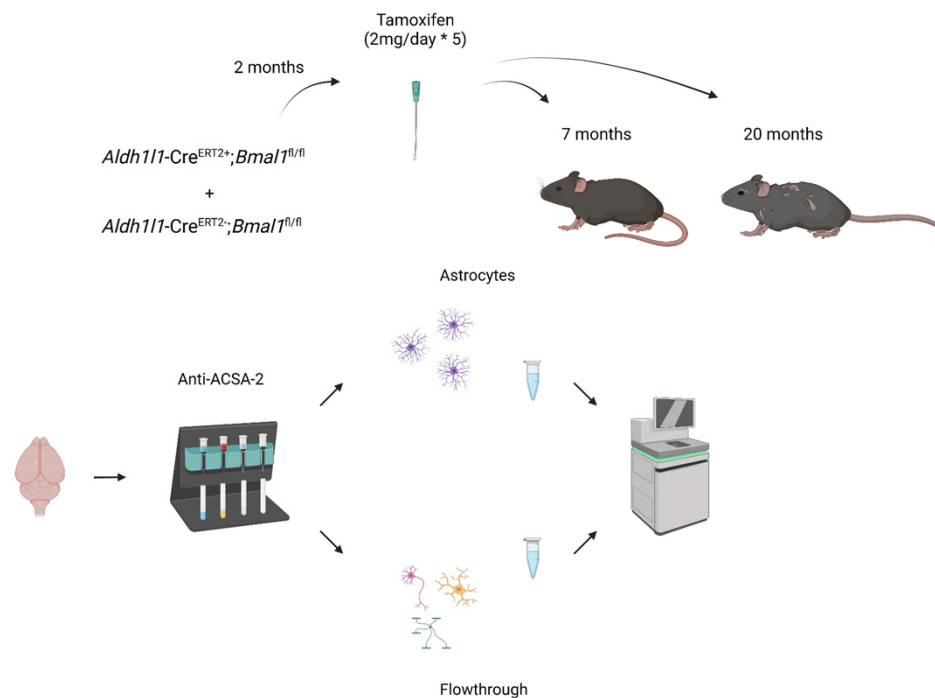 Tamoxifen
(2mg/day * 5)
2 months
7 months
20 months
Aldh1l1-Creᴱᴿᵀ²⁺;Bmal1ᶠˡ/ᶠˡ
+
Aldh1l1-Creᴱᴿᵀ²⁻;Bmal1ᶠˡ/ᶠˡ
Astrocytes
Anti-ACSA-2
Flowthrough